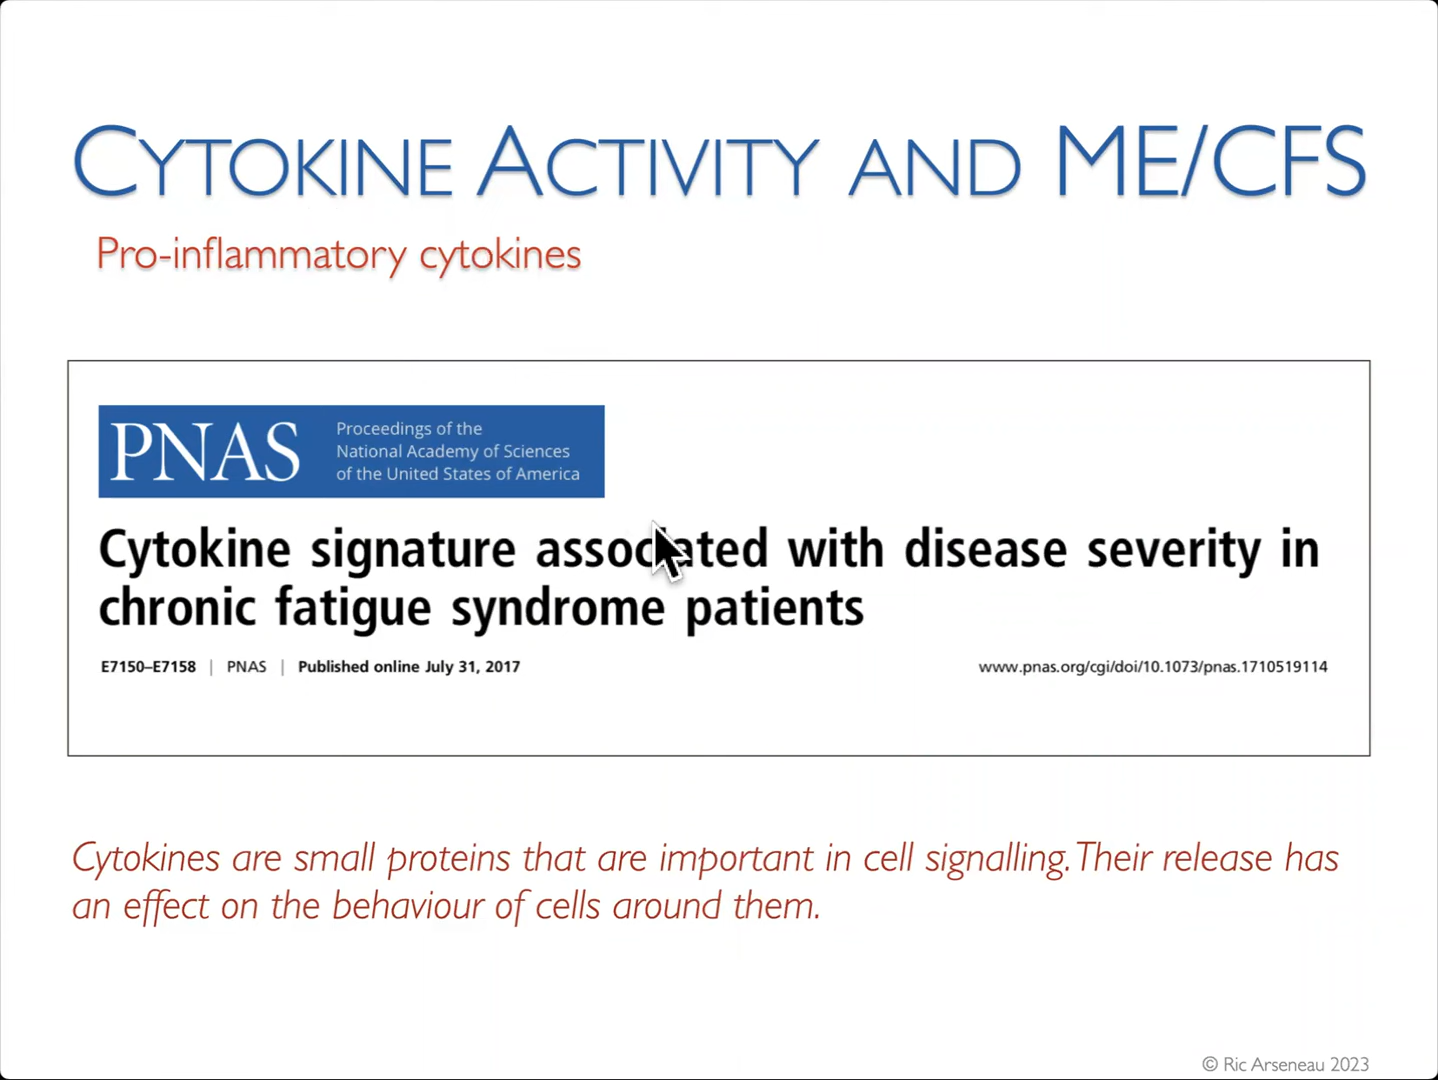 CYTOKINE ACTIVITY AND ME/CFS
Pro-inflammatory cytokines
PNAS
Proceedings of the
National Academy of Sciences
of the United States of America
Cytokine signature associated with disease severity in
chronic fatigue syndrome patients
E7150–E7158 | PNAS | Published online July 31, 2017
www.pnas.org/cgi/doi/10.1073/pnas.1710519114
Cytokines are small proteins that are important in cell signalling. Their release has
an effect on the behaviour of cells around them.
© Ric Arseneau 2023